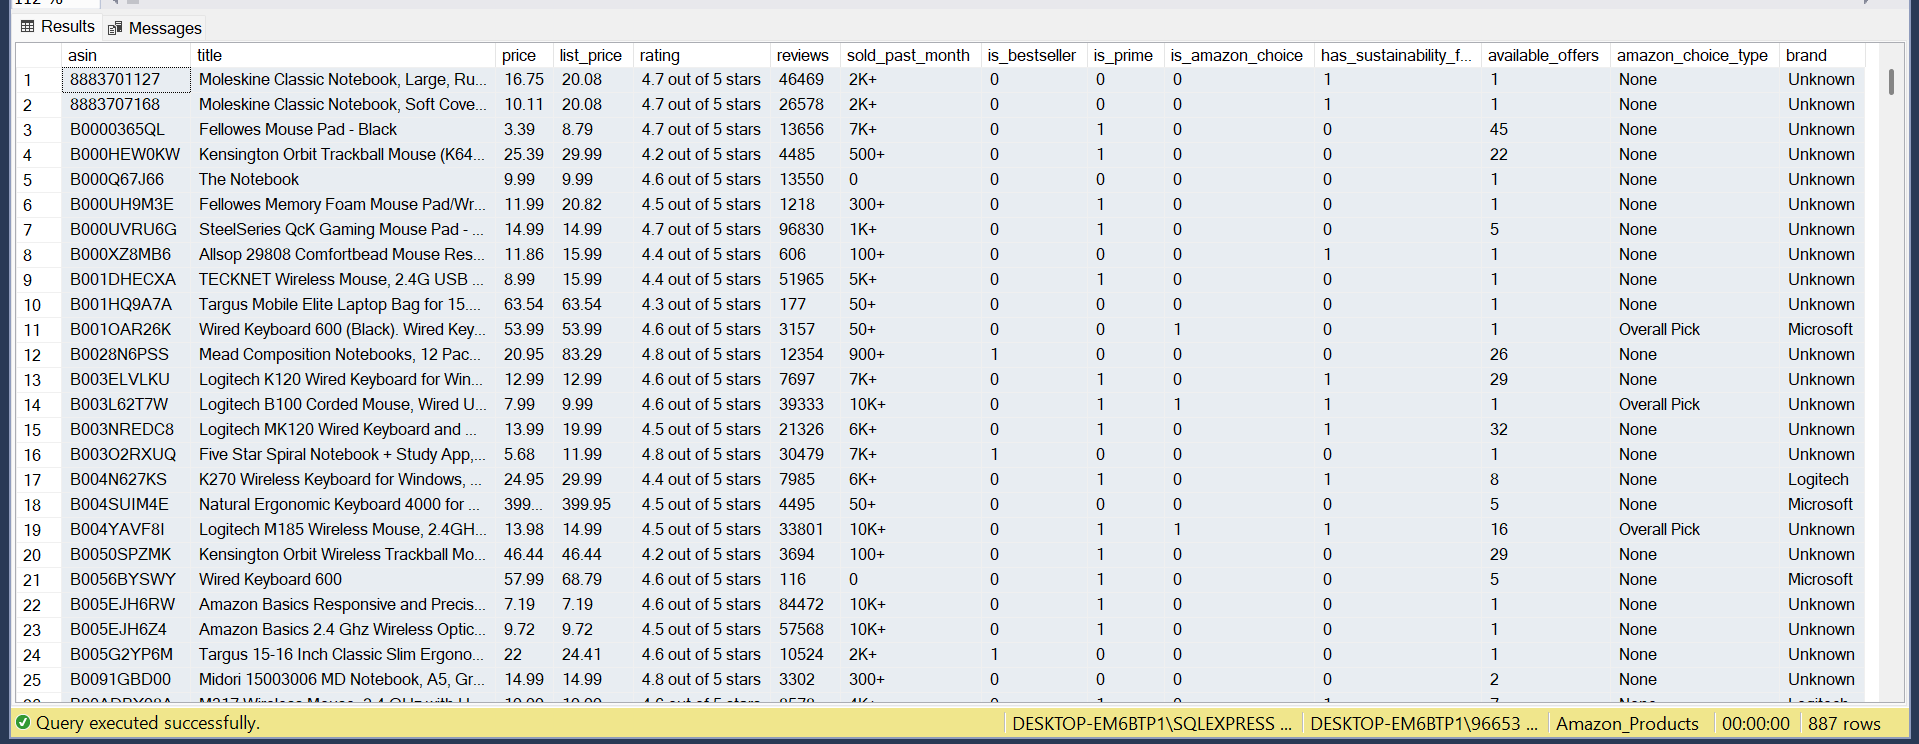 112 %
Results Messages
asin title price list_price rating reviews sold_past_month is_bestseller is_prime is_amazon_choice has_sustainability_f... available_offers amazon_choice_type brand
1 8883701127 Moleskine Classic Notebook, Large, Ru... 16.75 20.08 4.7 out of 5 stars 46469 2K+ 0 0 0 1 1 None Unknown
2 8883707168 Moleskine Classic Notebook, Soft Cove... 10.11 20.08 4.7 out of 5 stars 26578 2K+ 0 0 0 1 1 None Unknown
3 B0000365QL Fellowes Mouse Pad - Black 3.39 8.79 4.7 out of 5 stars 13656 7K+ 0 1 0 0 45 None Unknown
4 B000HEW0KW Kensington Orbit Trackball Mouse (K64... 25.39 29.99 4.2 out of 5 stars 4485 500+ 0 1 0 0 22 None Unknown
5 B000Q67J66 The Notebook 9.99 9.99 4.6 out of 5 stars 13550 0 0 0 0 0 1 None Unknown
6 B000UH9M3E Fellowes Memory Foam Mouse Pad/Wr... 11.99 20.82 4.5 out of 5 stars 1218 300+ 0 1 0 0 1 None Unknown
7 B000UVRU6G SteelSeries QcK Gaming Mouse Pad - ... 14.99 14.99 4.7 out of 5 stars 96830 1K+ 0 1 0 0 5 None Unknown
8 B000XZ8MB6 Allsop 29808 Comfortbead Mouse Res... 11.86 15.99 4.4 out of 5 stars 606 100+ 0 0 0 1 1 None Unknown
9 B001DHECXA TECKNET Wireless Mouse, 2.4G USB ... 8.99 15.99 4.4 out of 5 stars 51965 5K+ 0 1 0 0 1 None Unknown
10 B001HQ9A7A Targus Mobile Elite Laptop Bag for 15.... 63.54 63.54 4.3 out of 5 stars 177 50+ 0 0 0 0 1 None Unknown
11 B001OAR26K Wired Keyboard 600 (Black). Wired Key... 53.99 53.99 4.6 out of 5 stars 3157 50+ 0 0 1 0 1 Overall Pick Microsoft
12 B0028N6PSS Mead Composition Notebooks, 12 Pac... 20.95 83.29 4.8 out of 5 stars 12354 900+ 1 0 0 0 26 None Unknown
13 B003ELVLKU Logitech K120 Wired Keyboard for Win... 12.99 12.99 4.6 out of 5 stars 7697 7K+ 0 1 0 1 29 None Unknown
14 B003L62T7W Logitech B100 Corded Mouse, Wired U... 7.99 9.99 4.6 out of 5 stars 39333 10K+ 0 1 1 1 1 Overall Pick Unknown
15 B003NREDC8 Logitech MK120 Wired Keyboard and ... 13.99 19.99 4.5 out of 5 stars 21326 6K+ 0 1 0 1 32 None Unknown
16 B003O2RXUQ Five Star Spiral Notebook + Study App,... 5.68 11.99 4.8 out of 5 stars 30479 7K+ 1 0 0 0 1 None Unknown
17 B004N627KS K270 Wireless Keyboard for Windows, ... 24.95 29.99 4.4 out of 5 stars 7985 6K+ 0 1 0 1 8 None Logitech
18 B004SUIM4E Natural Ergonomic Keyboard 4000 for ... 399... 399.95 4.5 out of 5 stars 4495 50+ 0 0 0 0 5 None Microsoft
19 B004YAVF8I Logitech M185 Wireless Mouse, 2.4GH... 13.98 14.99 4.5 out of 5 stars 33801 10K+ 0 1 1 1 16 Overall Pick Unknown
20 B0050SPZMK Kensington Orbit Wireless Trackball Mo... 46.44 46.44 4.2 out of 5 stars 3694 100+ 0 1 0 0 29 None Unknown
21 B0056BYSWY Wired Keyboard 600 57.99 68.79 4.6 out of 5 stars 116 0 0 1 0 0 5 None Microsoft
22 B005EJH6RW Amazon Basics Responsive and Precis... 7.19 7.19 4.6 out of 5 stars 84472 10K+ 0 1 0 0 1 None Unknown
23 B005EJH6Z4 Amazon Basics 2.4 Ghz Wireless Optic... 9.72 9.72 4.5 out of 5 stars 57568 10K+ 0 1 0 0 1 None Unknown
24 B005G2YP6M Targus 15-16 Inch Classic Slim Ergono... 22 24.41 4.6 out of 5 stars 10524 2K+ 1 0 0 0 1 None Unknown
25 B0091GBD00 Midori 15003006 MD Notebook, A5, Gr... 14.99 14.99 4.8 out of 5 stars 3302 300+ 0 0 0 0 2 None Unknown
Query executed successfully. DESKTOP-EM6BTP1\SQLEXPRESS ... DESKTOP-EM6BTP1\96653 ... Amazon_Products 00:00:00 887 rows